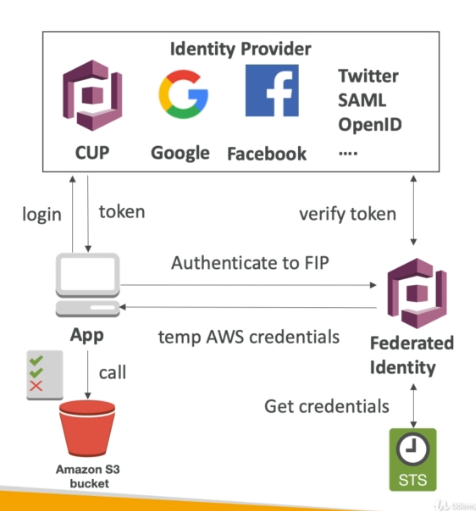 Identity Provider
CUP
Google
Facebook
Twitter
SAML
OpenID
....
login
token
verify token
Authenticate to FIP
App
temp AWS credentials
Federated
Identity
call
Get credentials
Amazon S3
bucket
STS